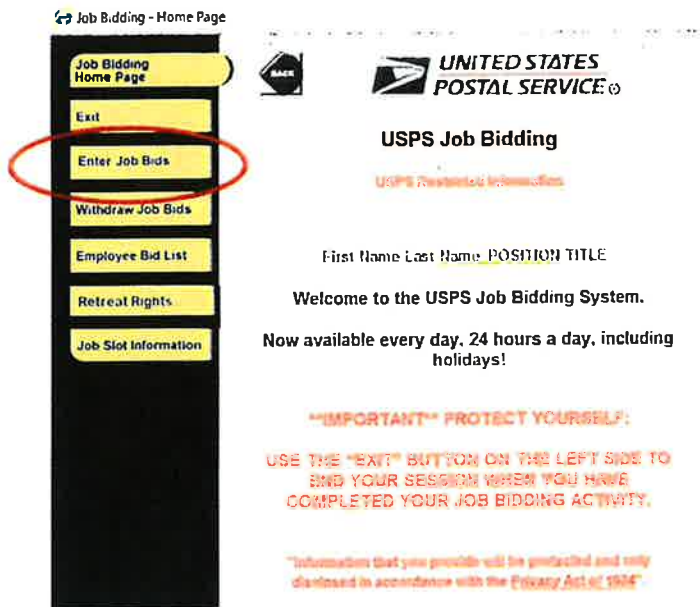 Job Bidding - Home Page
Job Bidding
Home Page
Exit
Enter Job Bids
Withdraw Job Bids
Employee Bid List
Retreat Rights
Job Slot Information
BACK
UNITED STATES
POSTAL SERVICE ®
USPS Job Bidding
USPS Restricted Information
First Name Last Name, POSITION TITLE
Welcome to the USPS Job Bidding System.
Now available every day, 24 hours a day, including
holidays!
**IMPORTANT** PROTECT YOURSELF:
USE THE "EXIT" BUTTON ON THE LEFT SIDE TO
END YOUR SESSION WHEN YOU HAVE
COMPLETED YOUR JOB BIDDING ACTIVITY.
"Information that you provide will be protected and only
disclosed in accordance with the Privacy Act of 1974"